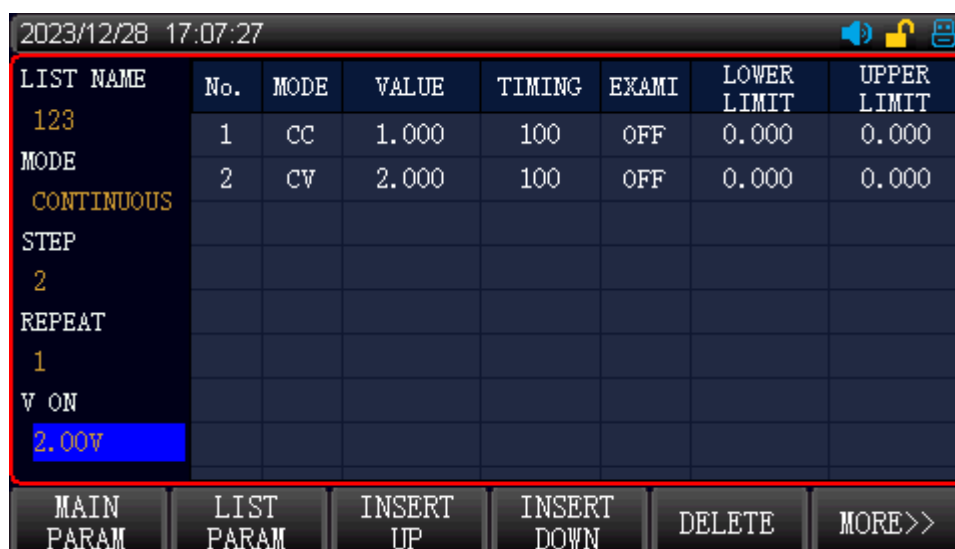 2023/12/28 17:07:27
LIST NAME
123
MODE
CONTINUOUS
STEP
2
REPEAT
1
V ON
2.00V
No. MODE VALUE TIMING EXAMI LOWER LIMIT UPPER LIMIT
1 CC 1.000 100 OFF 0.000 0.000
2 CV 2.000 100 OFF 0.000 0.000
MAIN PARAM LIST PARAM INSERT UP INSERT DOWN DELETE MORE>>